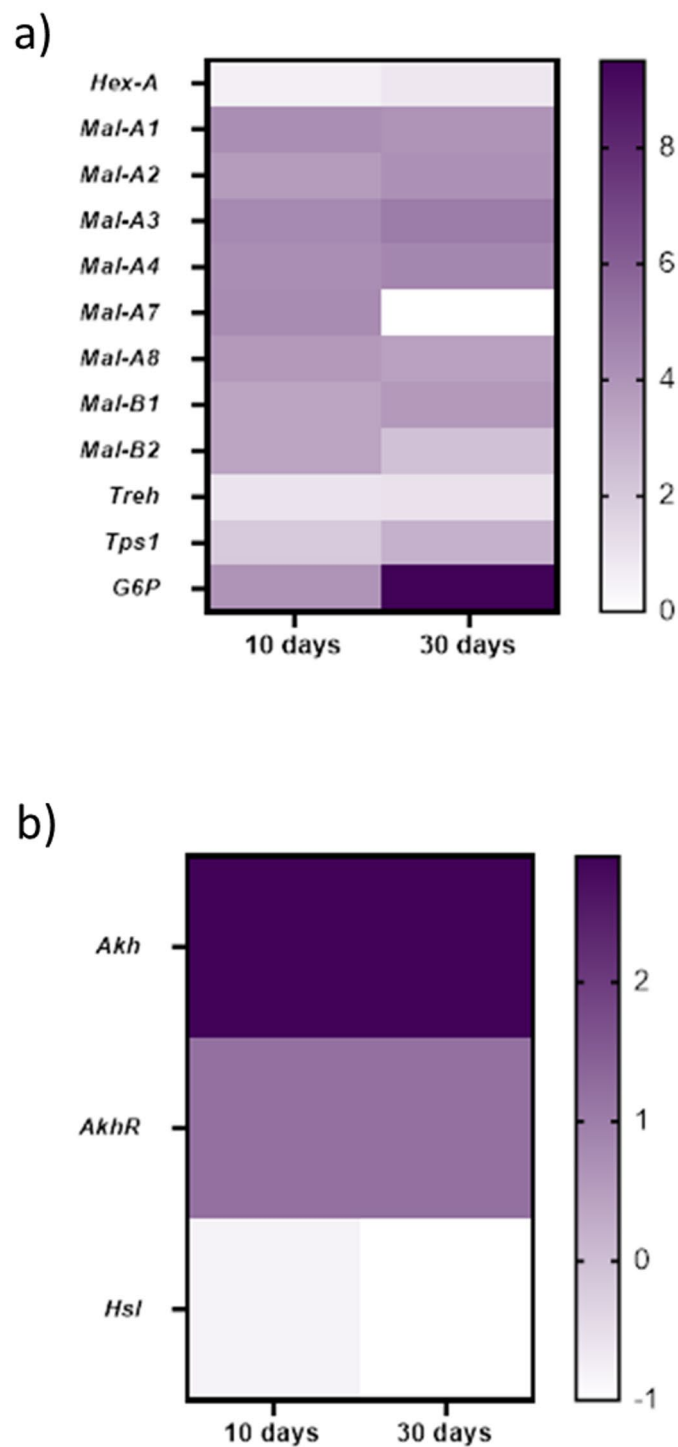 a)
Hex-A
Mal-A1
Mal-A2
Mal-A3
Mal-A4
Mal-A7
Mal-A8
Mal-B1
Mal-B2
Treh
Tps1
G6P
8
6
4
2
0
10 days 30 days
b)
Akh
AkhR
Hsl
2
1
0
-1
10 days 30 days